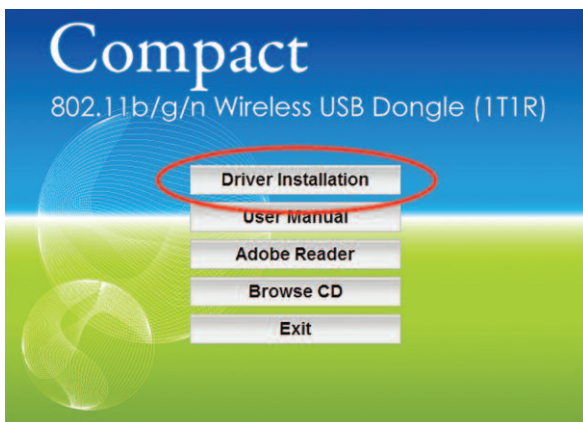 Compact
802.11b/g/n Wireless USB Dongle (1T1R)
Driver Installation
User Manual
Adobe Reader
Browse CD
Exit